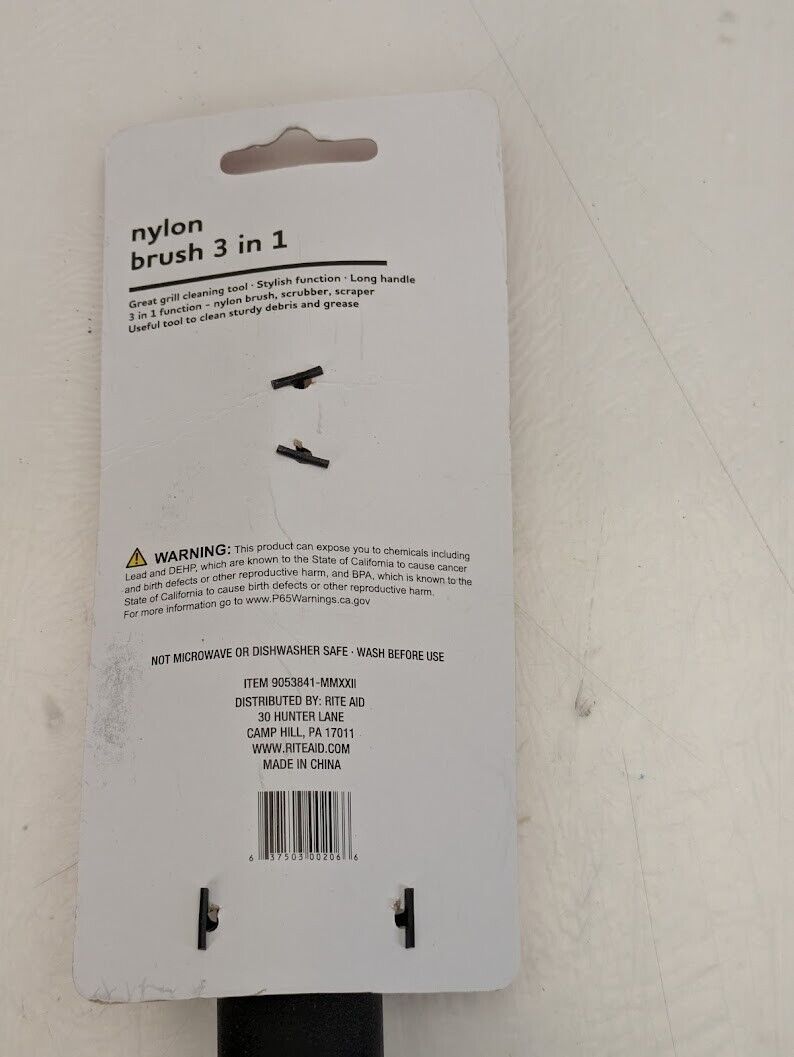 nylon
brush 3 in 1
Great grill cleaning tool · Stylish function · Long handle
3 in 1 function - nylon brush, scrubber, scraper
Useful tool to clean sturdy debris and grease
WARNING: This product can expose you to chemicals including
Lead and DEHP, which are known to the State of California to cause cancer
and birth defects or other reproductive harm, and BPA, which is known to the
State of California to cause birth defects or other reproductive harm.
For more information go to www.P65Warnings.ca.gov
NOT MICROWAVE OR DISHWASHER SAFE · WASH BEFORE USE
ITEM 9053841-MMXXII
DISTRIBUTED BY: RITE AID
30 HUNTER LANE
CAMP HILL, PA 17011
WWW.RITEAID.COM
MADE IN CHINA
6 37503 00206 6